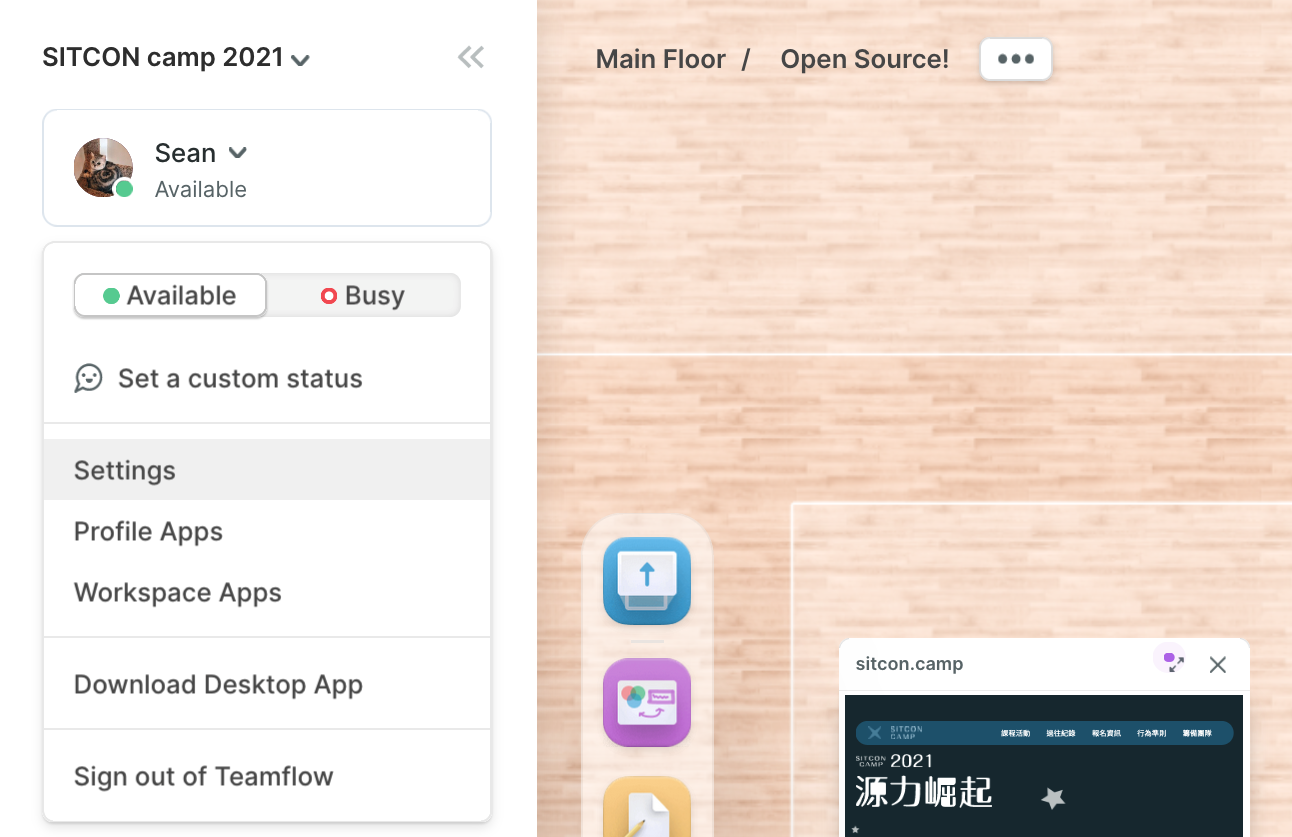 SITCON camp 2021
Sean
Available
Available
Busy
Set a custom status
Settings
Profile Apps
Workspace Apps
Download Desktop App
Sign out of Teamflow
Main Floor / Open Source!
sitcon.camp
SITCON
CAMP
課程活動 過往紀錄 報名資訊 行為準則 籌備團隊
SITCON
CAMP 2021
源力崛起